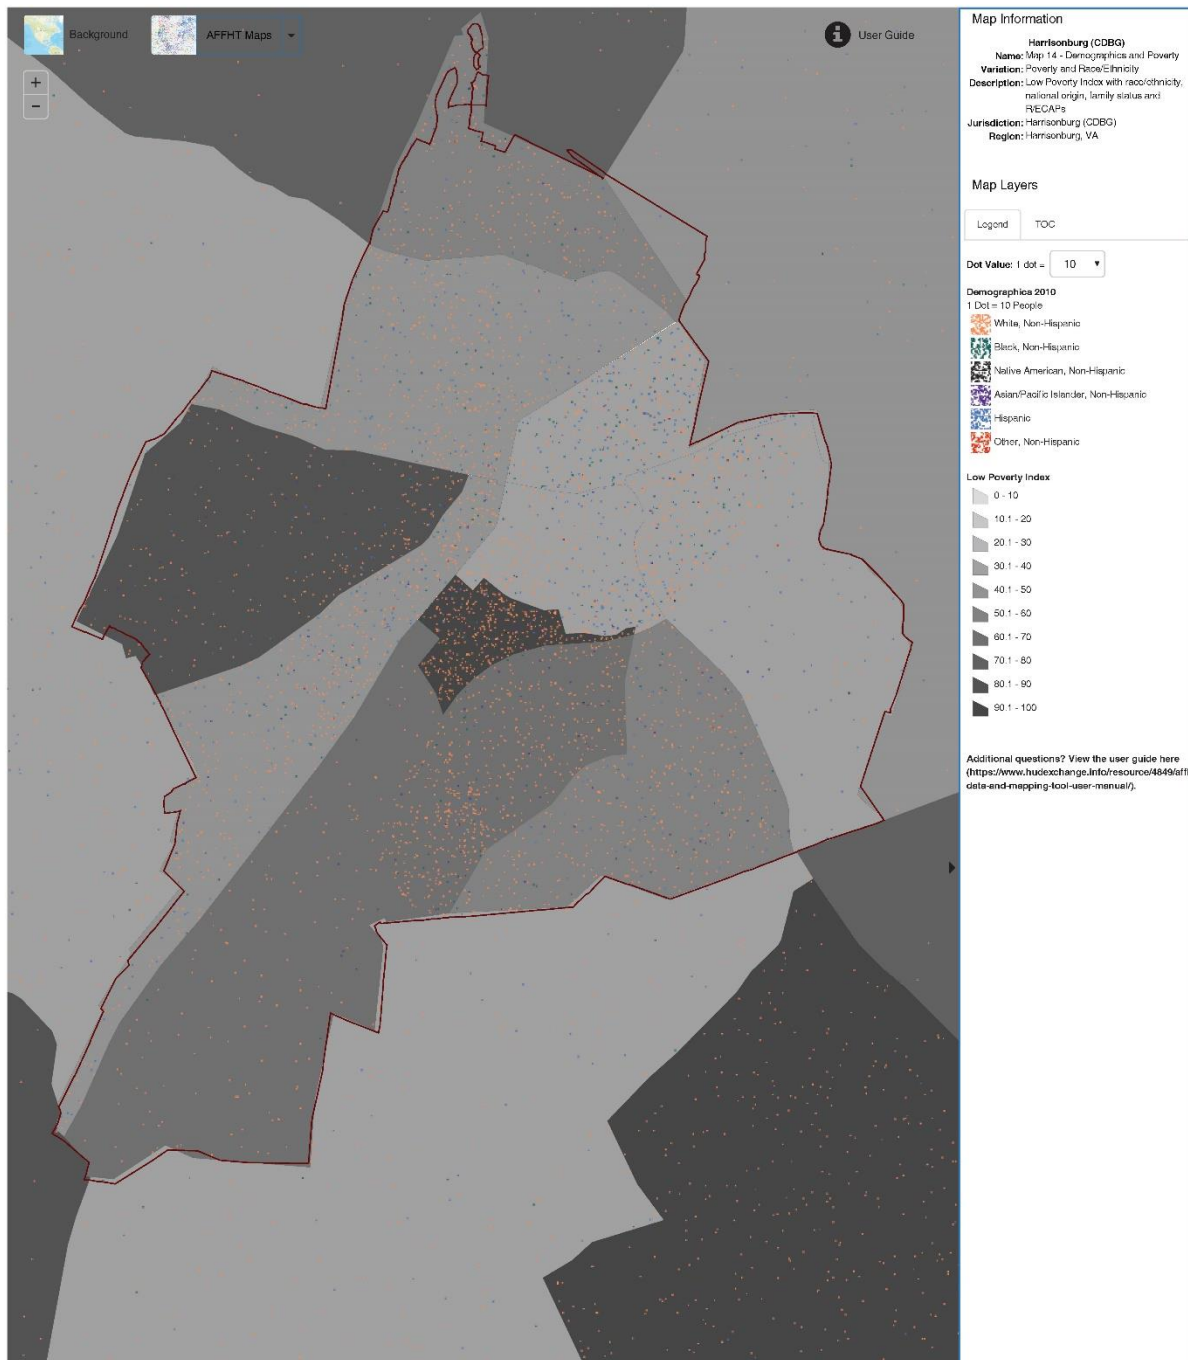 Background
AFFHT Maps
User Guide
+
−
Map Information
Harrisonburg (CDBG)
Name: Map 14 - Demographics and Poverty
Variation: Poverty and Race/Ethnicity
Description: Low Poverty Index with race/ethnicity,
national origin, family status and
R/ECAPs
Jurisdiction: Harrisonburg (CDBG)
Region: Harrisonburg, VA
Map Layers
Legend TOC
Dot Value: 1 dot = 10
Demographics 2010
1 Dot = 10 People
White, Non-Hispanic
Black, Non-Hispanic
Native American, Non-Hispanic
Asian/Pacific Islander, Non-Hispanic
Hispanic
Other, Non-Hispanic
Low Poverty Index
0 - 10
10.1 - 20
20.1 - 30
30.1 - 40
40.1 - 50
50.1 - 60
60.1 - 70
70.1 - 80
80.1 - 90
90.1 - 100
Additional questions? View the user guide here
(https://www.hudexchange.info/resource/4849/affh
data-and-mapping-tool-user-manual/).